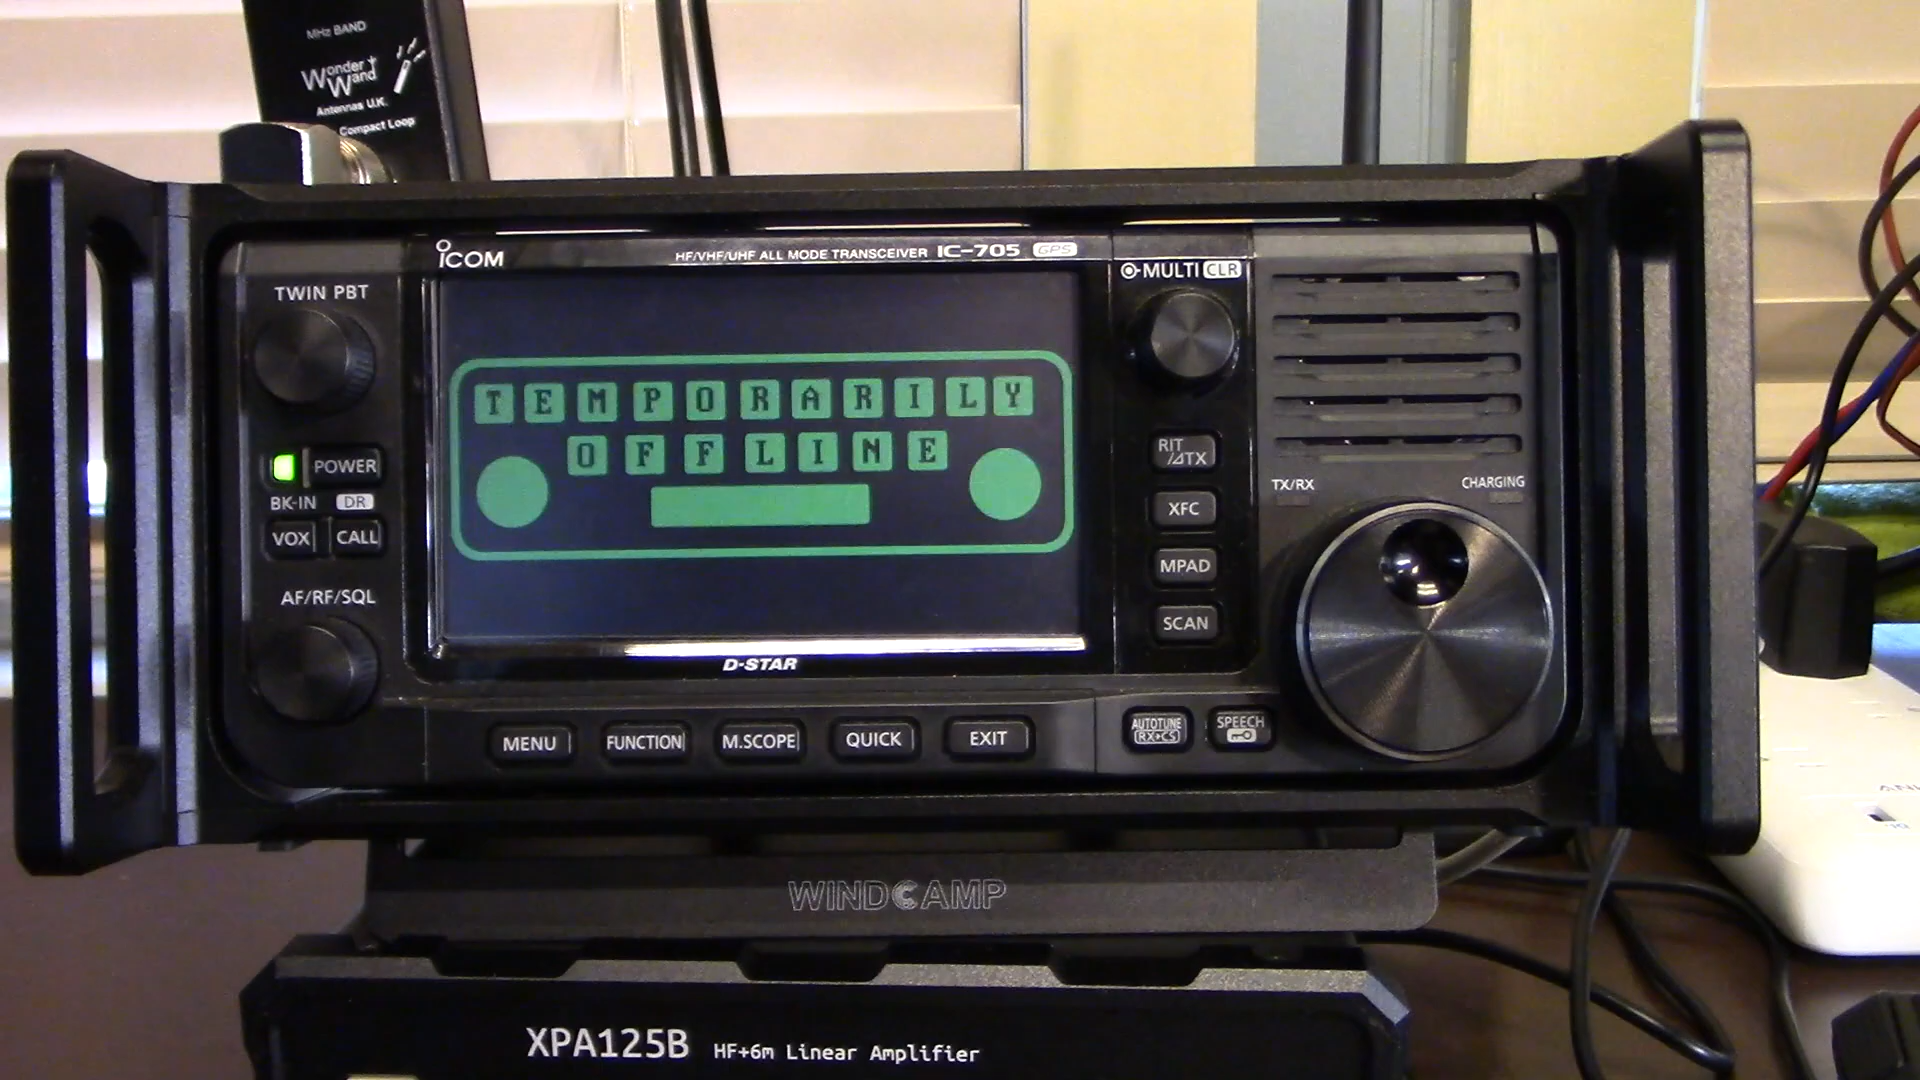 MHz BAND
Wonder Wand
Antennas U.K.
Compact Loop
ICOM
HF/VHF/UHF ALL MODE TRANSCEIVER IC-705 GPS
TWIN PBT
MULTI CLR
TEMPORARILY
OFFLINE
POWER
BK-IN DR
VOX CALL
AF/RF/SQL
RIT
⊿TX
XFC
MPAD
SCAN
TX/RX
CHARGING
D-STAR
MENU
FUNCTION
M.SCOPE
QUICK
EXIT
AUTOTUNE
RX▸CS
SPEECH
WINDCAMP
XPA125B HF+6m Linear Amplifier